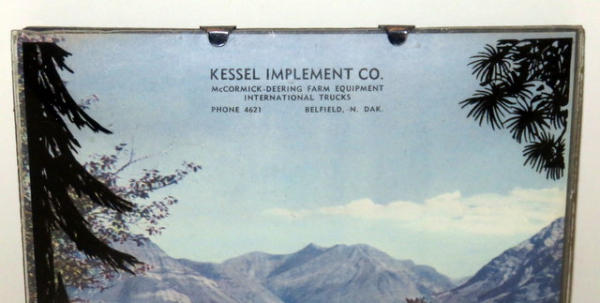 KESSEL IMPLEMENT CO.
McCORMICK-DEERING FARM EQUIPMENT
INTERNATIONAL TRUCKS
PHONE 4621 BELFIELD, N. DAK.